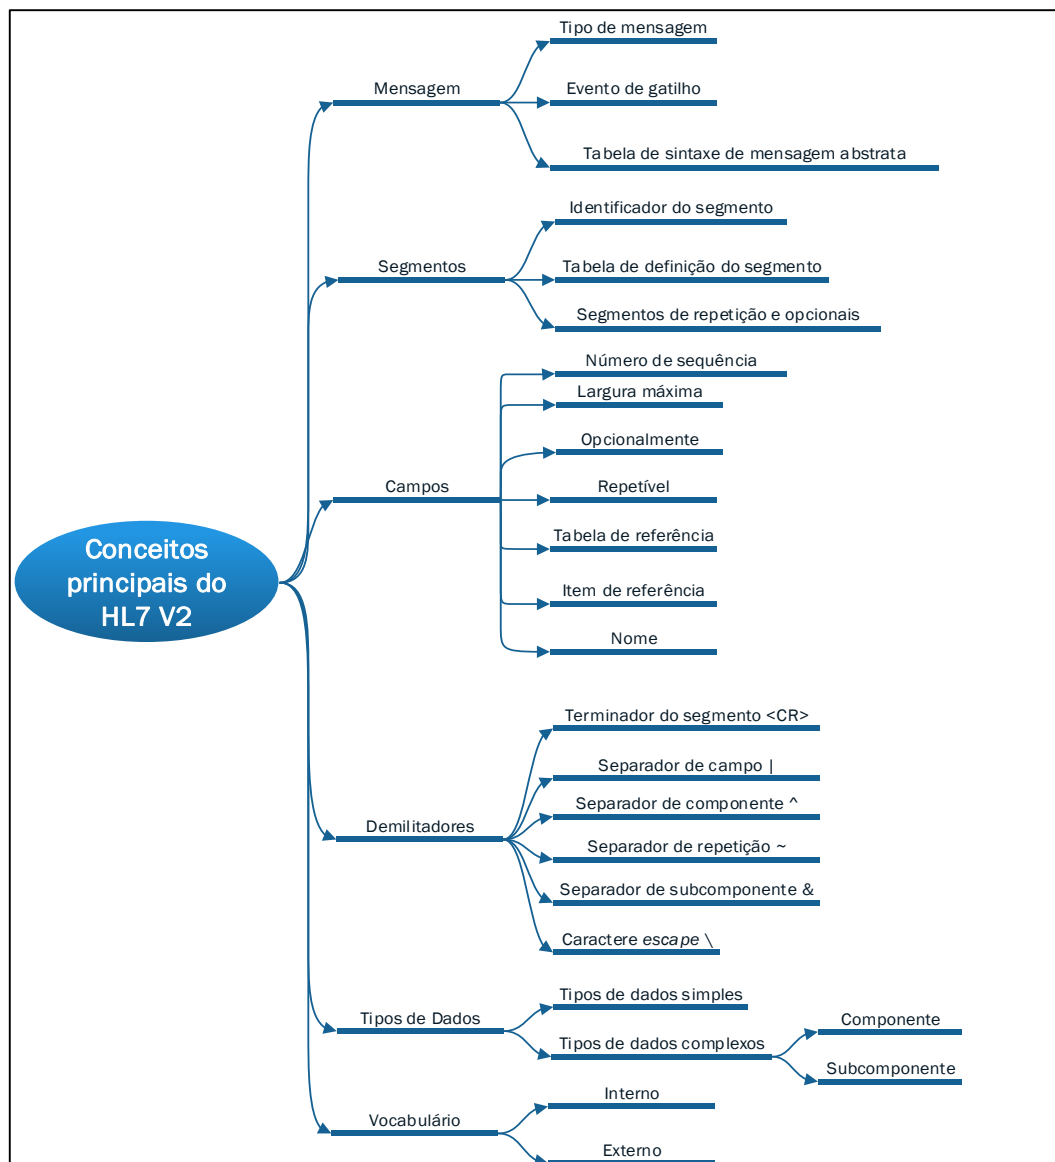 Conceitos
principais do
HL7 V2
Mensagem
Tipo de mensagem
Evento de gatilho
Tabela de sintaxe de mensagem abstrata
Segmentos
Identificador do segmento
Tabela de definição do segmento
Segmentos de repetição e opcionais
Campos
Número de sequência
Largura máxima
Opcionalmente
Repetível
Tabela de referência
Item de referência
Nome
Demilitadores
Terminador do segmento <CR>
Separador de campo |
Separador de componente ^
Separador de repetição ~
Separador de subcomponente &
Caractere escape \
Tipos de Dados
Tipos de dados simples
Tipos de dados complexos
Componente
Subcomponente
Vocabulário
Interno
Externo